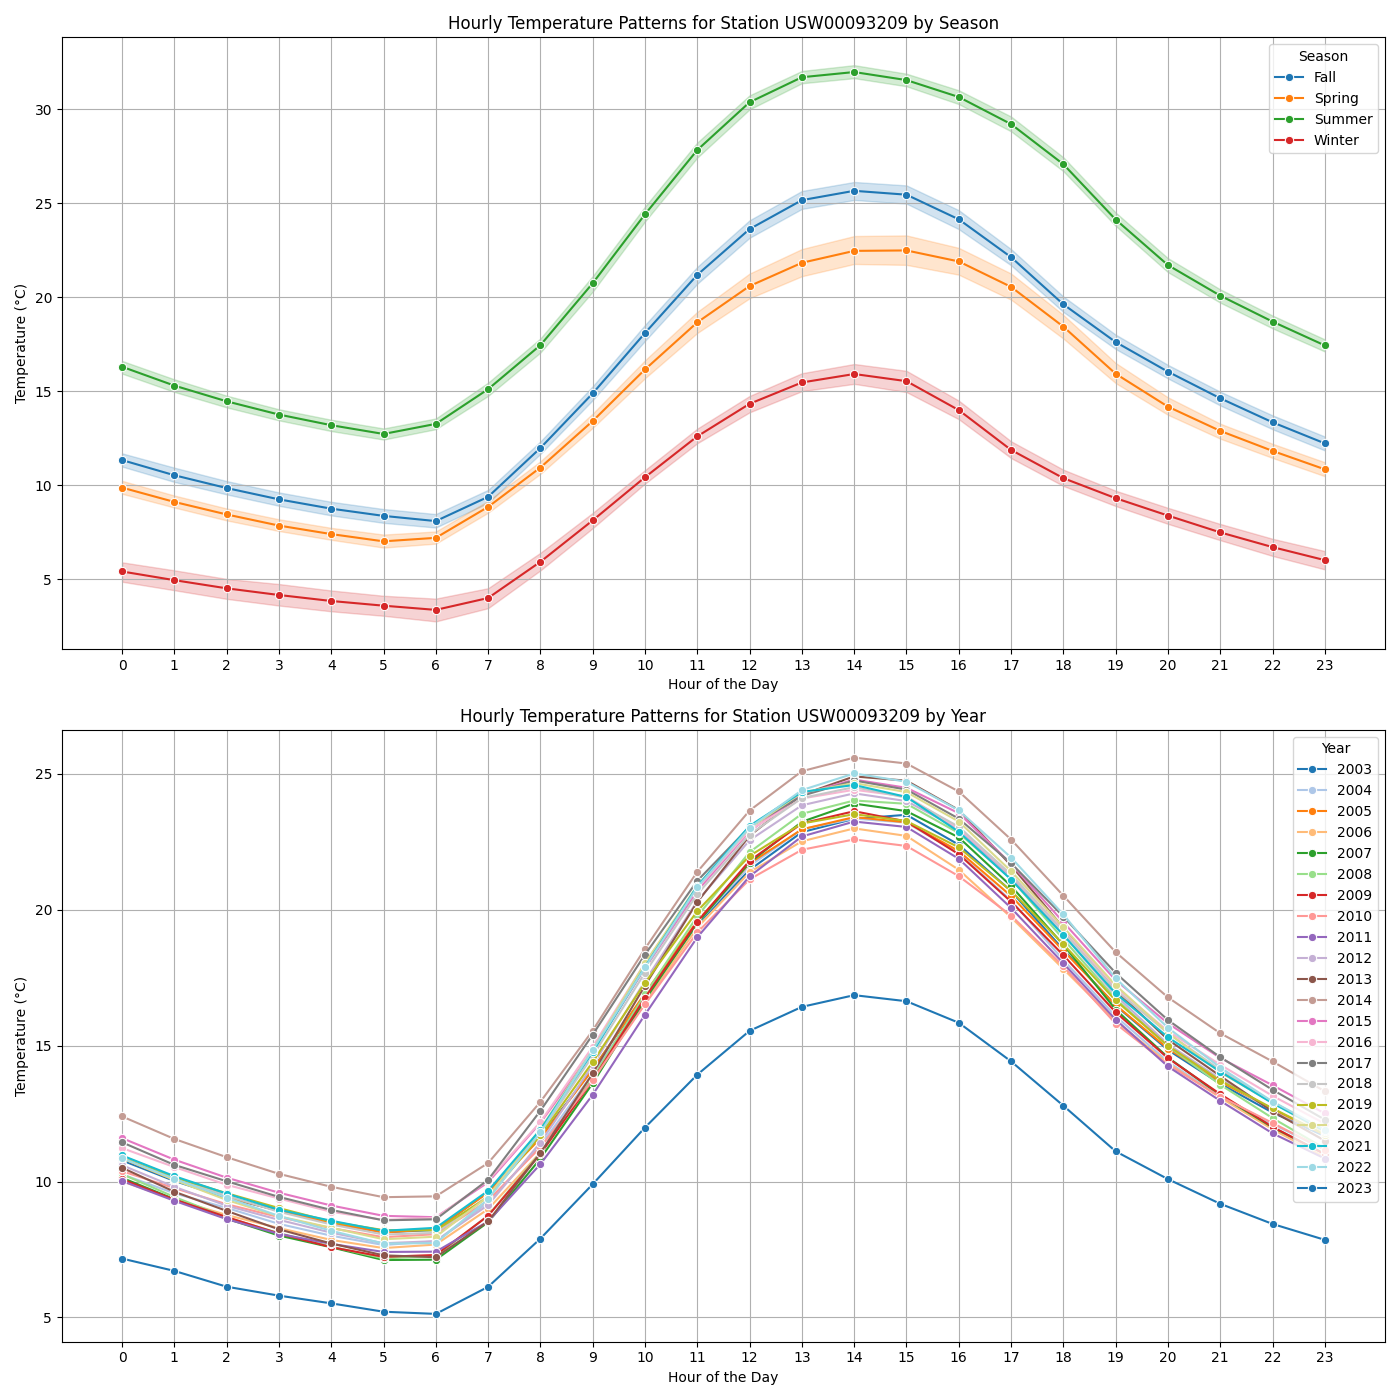 Hourly Temperature Patterns for Station USW00093209 by Season
Temperature (°C)
30
25
20
15
10
5
Season
Fall
Spring
Summer
Winter
0 1 2 3 4 5 6 7 8 9 10 11 12 13 14 15 16 17 18 19 20 21 22 23
Hour of the Day
Hourly Temperature Patterns for Station USW00093209 by Year
Temperature (°C)
25
20
15
10
5
Year
2003
2004
2005
2006
2007
2008
2009
2010
2011
2012
2013
2014
2015
2016
2017
2018
2019
2020
2021
2022
2023
0 1 2 3 4 5 6 7 8 9 10 11 12 13 14 15 16 17 18 19 20 21 22 23
Hour of the Day